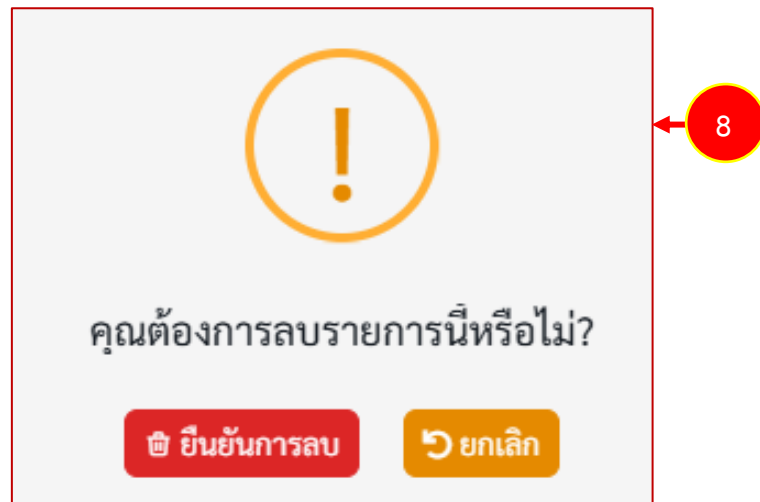 !
8
คุณต้องการลบรายการนี้หรือไม่?
ยืนยันการลบ
ยกเลิก